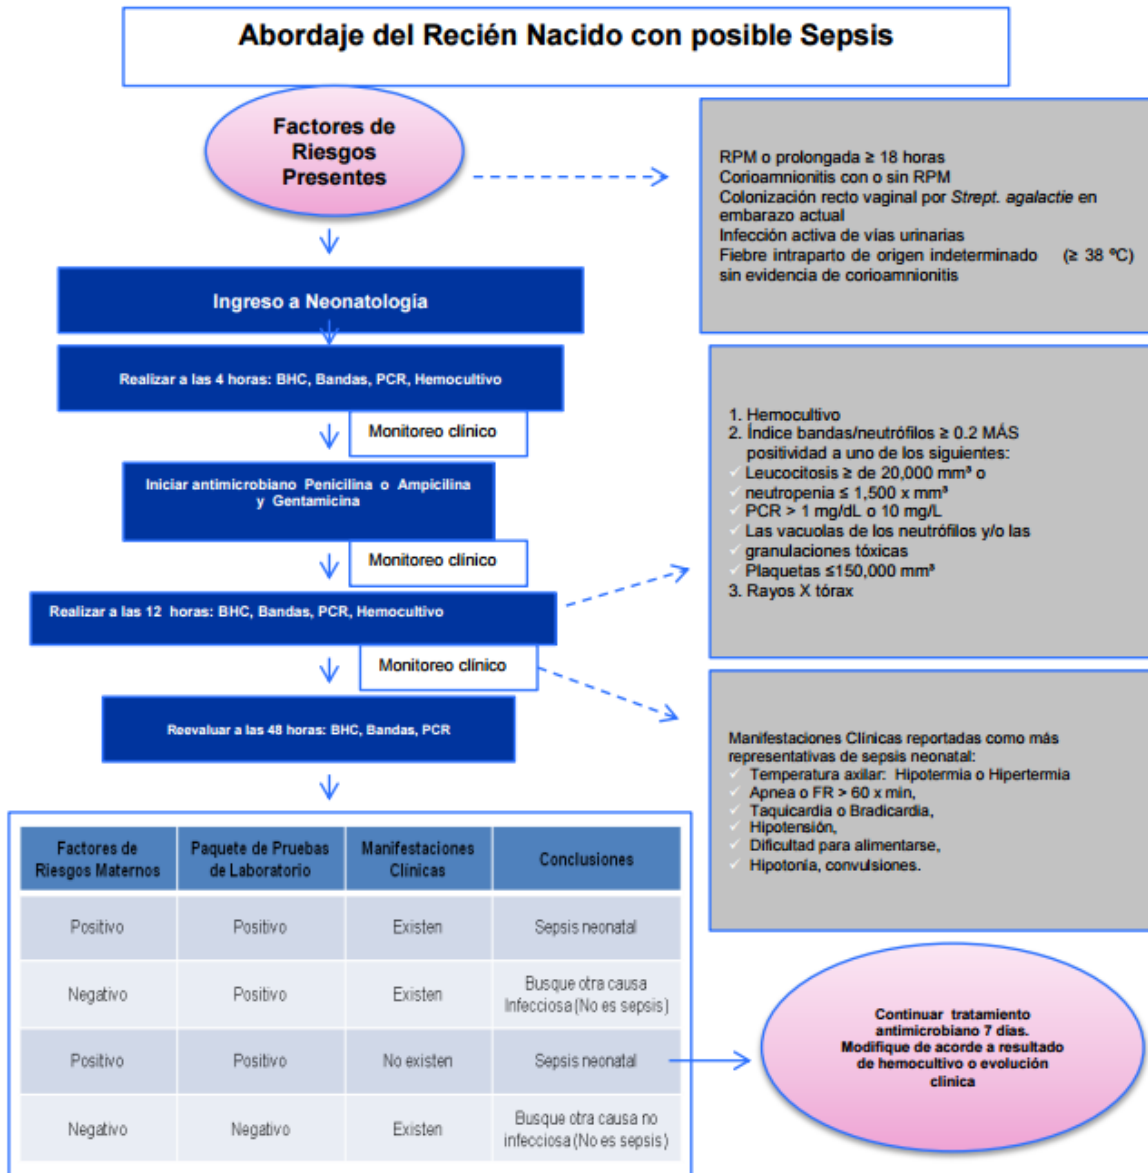 Abordaje del Recién Nacido con posible Sepsis
Factores de
Riesgos
Presentes
RPM o prolongada ≥ 18 horas
Corioamnionitis con o sin RPM
Colonización recto vaginal por Strept. agalactie en
embarazo actual
Infección activa de vías urinarias
Fiebre intraparto de origen indeterminado (≥ 38 ºC)
sin evidencia de corioamnionitis
Ingreso a Neonatología
Realizar a las 4 horas: BHC, Bandas, PCR, Hemocultivo
Monitoreo clínico
Iniciar antimicrobiano Penicilina o Ampicilina
y Gentamicina
Monitoreo clínico
Realizar a las 12 horas: BHC, Bandas, PCR, Hemocultivo
Monitoreo clínico
Reevaluar a las 48 horas: BHC, Bandas, PCR
1. Hemocultivo
2. Índice bandas/neutrófilos ≥ 0.2 MÁS
positividad a uno de los siguientes:
✓ Leucocitosis ≥ de 20,000 mm³ o
✓ neutropenia ≤ 1,500 x mm³
✓ PCR > 1 mg/dL o 10 mg/L
✓ Las vacuolas de los neutrófilos y/o las
✓ granulaciones tóxicas
✓ Plaquetas ≤150,000 mm³
3. Rayos X tórax
Manifestaciones Clínicas reportadas como más
representativas de sepsis neonatal:
✓ Temperatura axilar: Hipotermia o Hipertermia
✓ Apnea o FR > 60 x min,
✓ Taquicardia o Bradicardia,
✓ Hipotensión,
✓ Dificultad para alimentarse,
✓ Hipotonía, convulsiones.
Factores de
Riesgos Maternos
Paquete de Pruebas
de Laboratorio
Manifestaciones
Clínicas
Conclusiones
Positivo
Positivo
Existen
Sepsis neonatal
Negativo
Positivo
Existen
Busque otra causa
Infecciosa (No es sepsis)
Positivo
Positivo
No existen
Sepsis neonatal
Negativo
Negativo
Existen
Busque otra causa no
infecciosa (No es sepsis)
Continuar tratamiento
antimicrobiano 7 días.
Modifique de acorde a resultado
de hemocultivo o evolución
clínica